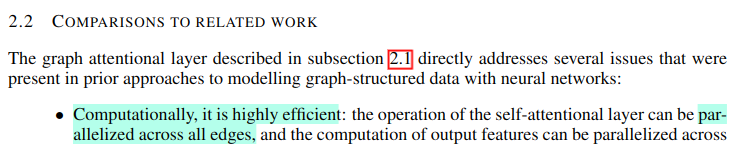 2.2 COMPARISONS TO RELATED WORK
The graph attentional layer described in subsection 2.1 directly addresses several issues that were
present in prior approaches to modelling graph-structured data with neural networks:
• Computationally, it is highly efficient: the operation of the self-attentional layer can be par-
allelized across all edges, and the computation of output features can be parallelized across